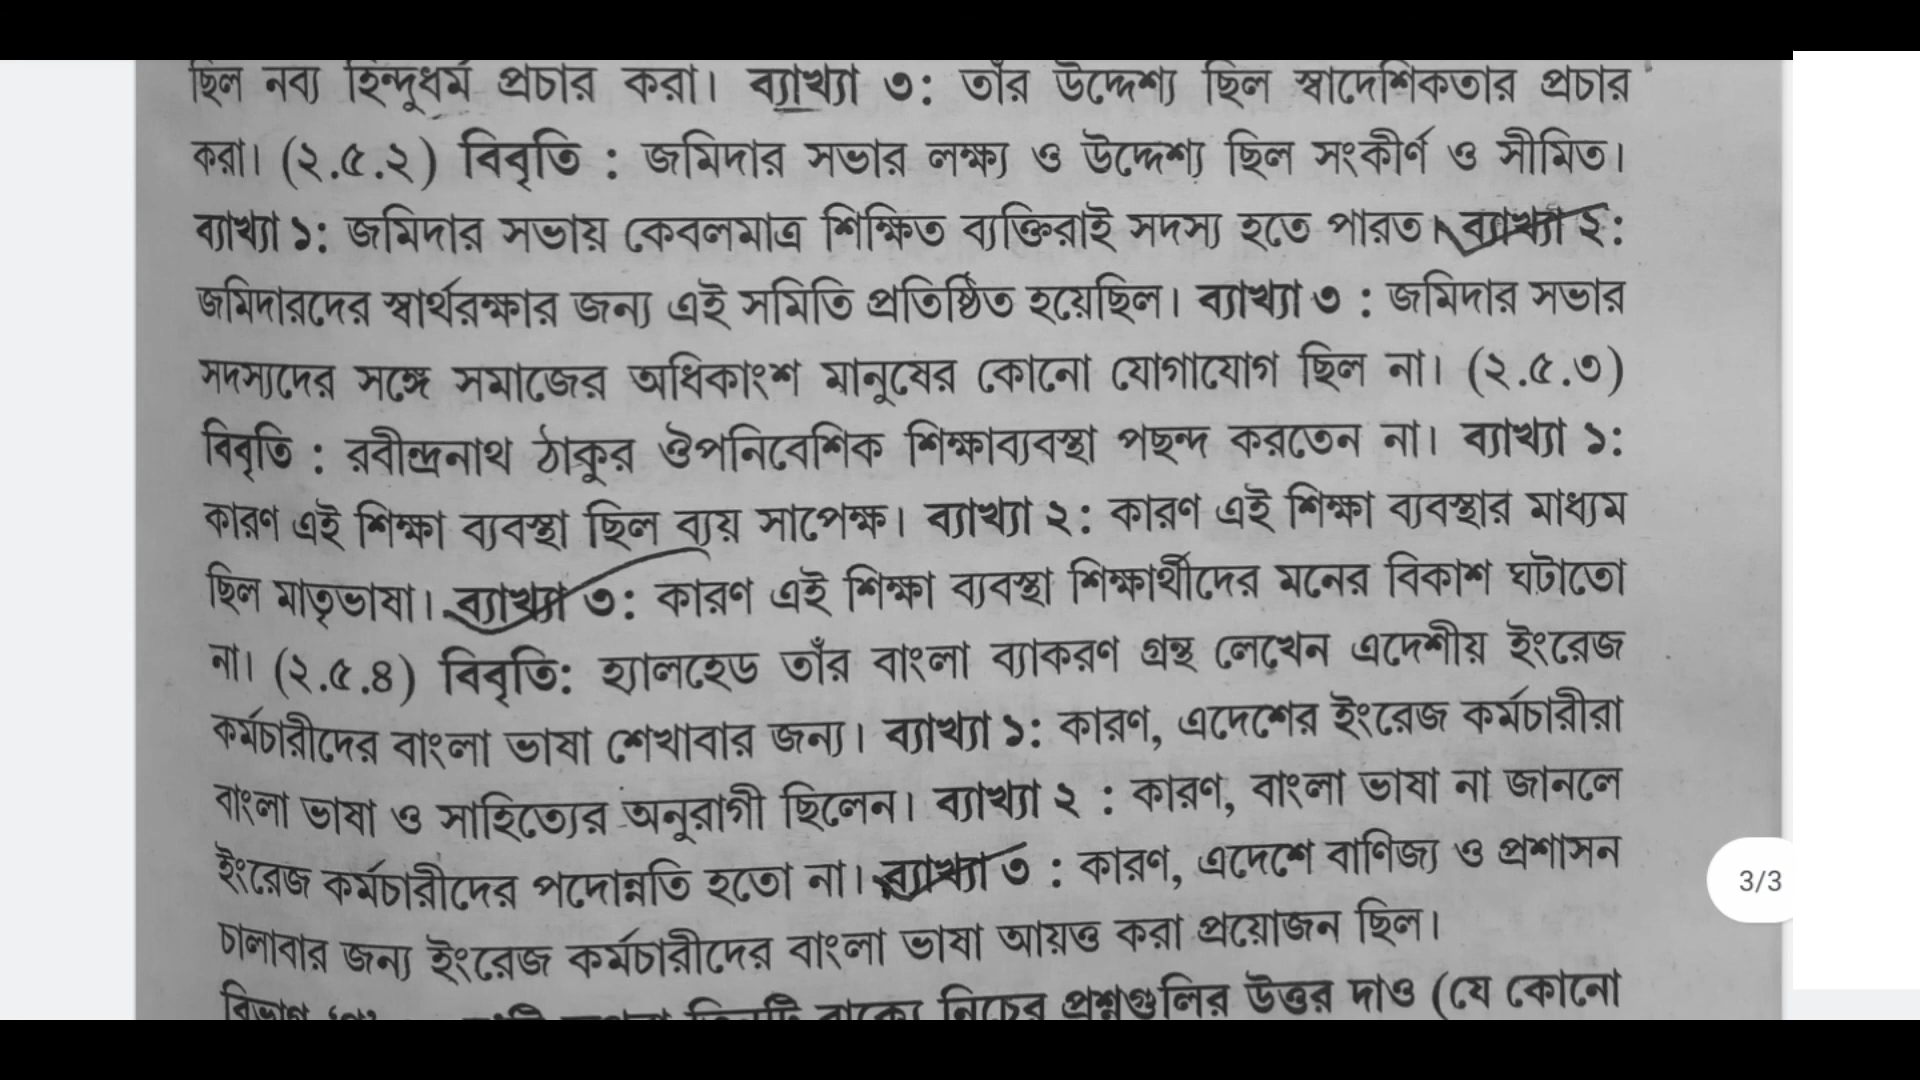 ছিল নব্য হিন্দুধর্ম প্রচার করা। ব্যাখ্যা ৩: তাঁর উদ্দেশ্য ছিল স্বাদেশিকতার প্রচার
করা। (২.৫.২) বিবৃতি : জমিদার সভার লক্ষ্য ও উদ্দেশ্য ছিল সংকীর্ণ ও সীমিত।
ব্যাখ্যা ১: জমিদার সভায় কেবলমাত্র শিক্ষিত ব্যক্তিরাই সদস্য হতে পারত। ব্যাখ্যা ২:
জমিদারদের স্বার্থরক্ষার জন্য এই সমিতি প্রতিষ্ঠিত হয়েছিল। ব্যাখ্যা ৩ : জমিদার সভার
সদস্যদের সঙ্গে সমাজের অধিকাংশ মানুষের কোনো যোগাযোগ ছিল না। (২.৫.৩)
বিবৃতি : রবীন্দ্রনাথ ঠাকুর ঔপনিবেশিক শিক্ষাব্যবস্থা পছন্দ করতেন না। ব্যাখ্যা ১:
কারণ এই শিক্ষা ব্যবস্থা ছিল ব্যয় সাপেক্ষ। ব্যাখ্যা ২: কারণ এই শিক্ষা ব্যবস্থার মাধ্যম
ছিল মাতৃভাষা। ব্যাখ্যা ৩: কারণ এই শিক্ষা ব্যবস্থা শিক্ষার্থীদের মনের বিকাশ ঘটাতো
না। (২.৫.৪) বিবৃতি: হ্যালহেড তাঁর বাংলা ব্যাকরণ গ্রন্থ লেখেন এদেশীয় ইংরেজ
কর্মচারীদের বাংলা ভাষা শেখাবার জন্য। ব্যাখ্যা ১: কারণ, এদেশের ইংরেজ কর্মচারীরা
বাংলা ভাষা ও সাহিত্যের অনুরাগী ছিলেন। ব্যাখ্যা ২ : কারণ, বাংলা ভাষা না জানলে
ইংরেজ কর্মচারীদের পদোন্নতি হতো না। ব্যাখ্যা ৩ : কারণ, এদেশে বাণিজ্য ও প্রশাসন
চালাবার জন্য ইংরেজ কর্মচারীদের বাংলা ভাষা আয়ত্ত করা প্রয়োজন ছিল।
বিভাগ বাক্যে নিচের প্রশ্নগুলির উত্তর দাও (যে কোনো
3/3